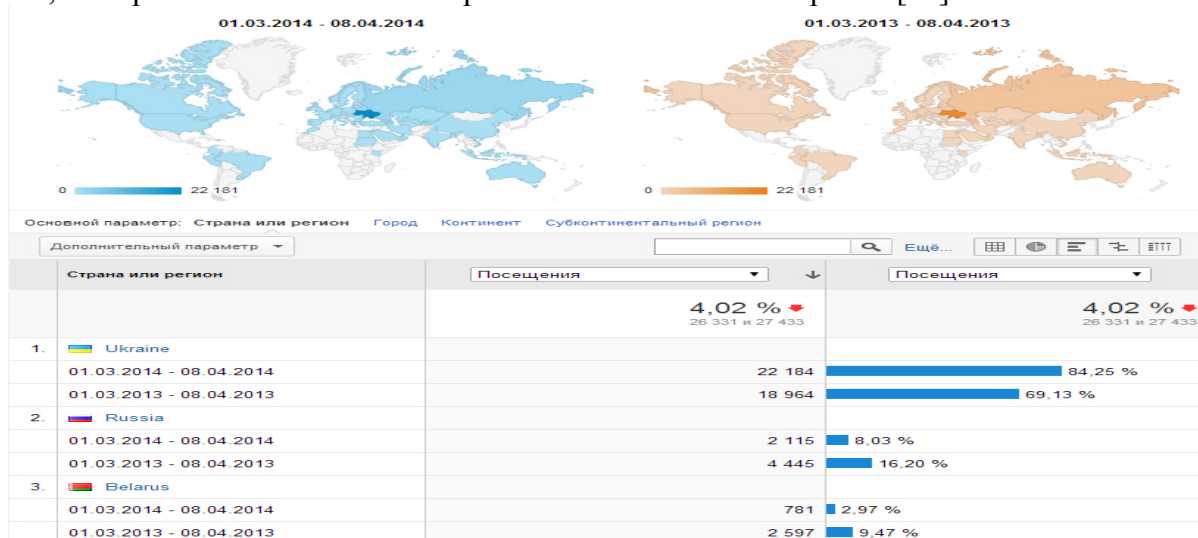 01.03.2014 - 08.04.2014
01.03.2013 - 08.04.2013
0 22 181
0 22 181
Основной параметр: Страна или регион Город Континент Субконтинентальный регион
Дополнительный параметр Ещё...
Страна или регион Посещения Посещения
4,02 % 4,02 %
26 331 и 27 433 26 331 и 27 433
1. Ukraine
01.03.2014 - 08.04.2014 22 184 84,25 %
01.03.2013 - 08.04.2013 18 964 69,13 %
2. Russia
01.03.2014 - 08.04.2014 2 115 8,03 %
01.03.2013 - 08.04.2013 4 445 16,20 %
3. Belarus
01.03.2014 - 08.04.2014 781 2,97 %
01.03.2013 - 08.04.2013 2 597 9,47 %